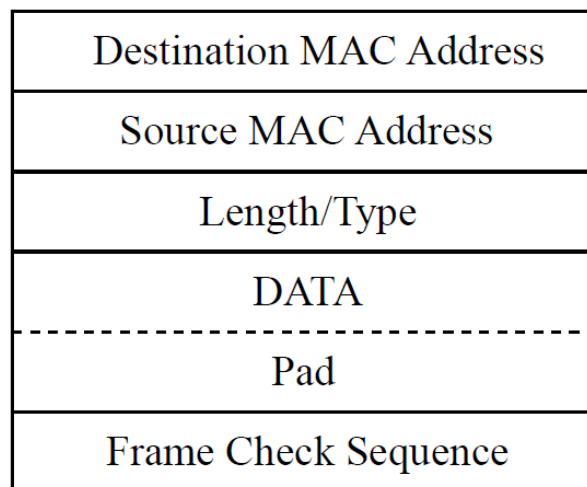 Destination MAC Address
Source MAC Address
Length/Type
DATA
Pad
Frame Check Sequence